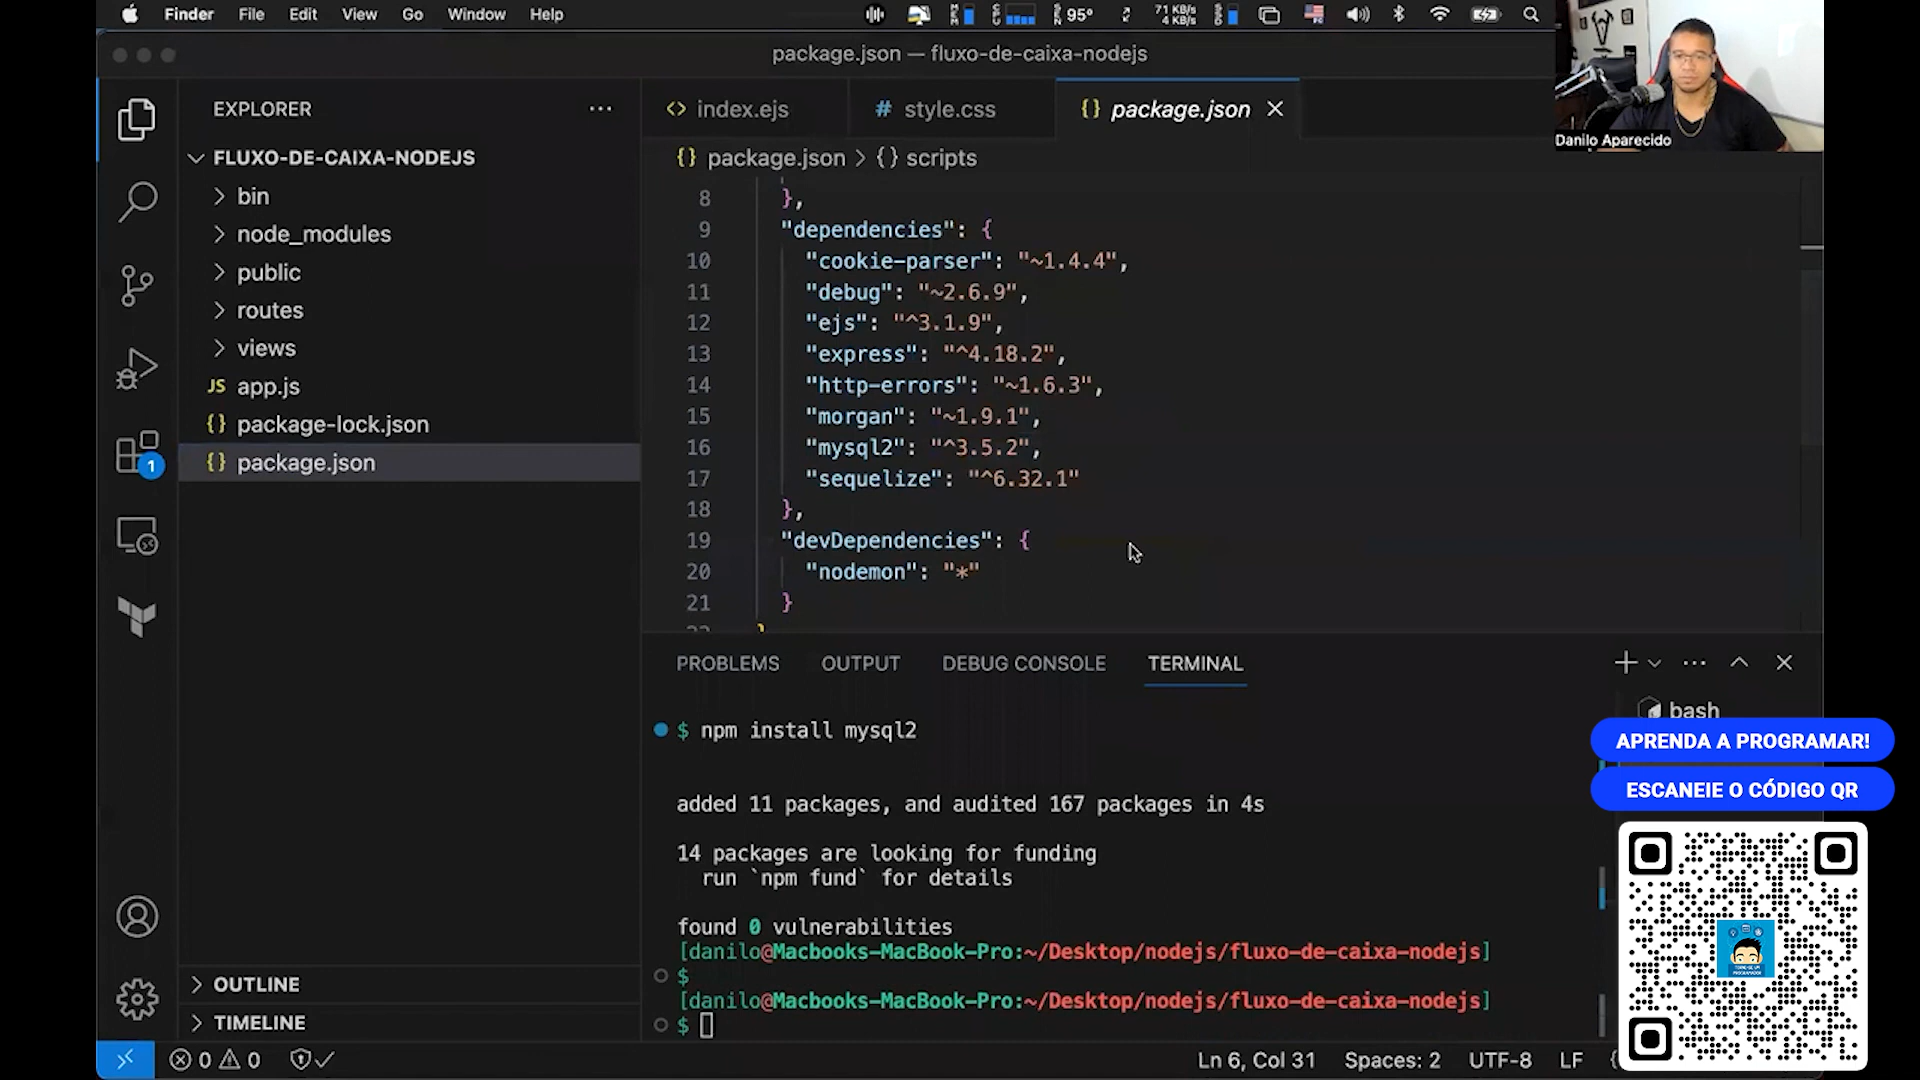 Finder File Edit View Go Window Help
95° 71 KB/s
4 KB/s
package.json — fluxo-de-caixa-nodejs
Danilo Aparecido
EXPLORER
FLUXO-DE-CAIXA-NODEJS
bin
node_modules
public
routes
views
JS app.js
{} package-lock.json
{} package.json
OUTLINE
TIMELINE
1
<> index.ejs
# style.css
{} package.json
{} package.json > {} scripts
8 },
9 "dependencies": {
10 "cookie-parser": "~1.4.4",
11 "debug": "~2.6.9",
12 "ejs": "^3.1.9",
13 "express": "^4.18.2",
14 "http-errors": "~1.6.3",
15 "morgan": "~1.9.1",
16 "mysql2": "^3.5.2",
17 "sequelize": "^6.32.1"
18 },
19 "devDependencies": {
20 "nodemon": "*"
21 }
PROBLEMS OUTPUT DEBUG CONSOLE TERMINAL
bash
$ npm install mysql2
added 11 packages, and audited 167 packages in 4s
14 packages are looking for funding
run `npm fund` for details
found 0 vulnerabilities
[danilo@Macbooks-MacBook-Pro:~/Desktop/nodejs/fluxo-de-caixa-nodejs]
$
[danilo@Macbooks-MacBook-Pro:~/Desktop/nodejs/fluxo-de-caixa-nodejs]
$
APRENDA A PROGRAMAR!
ESCANEIE O CÓDIGO QR
0 0 Ln 6, Col 31 Spaces: 2 UTF-8 LF {